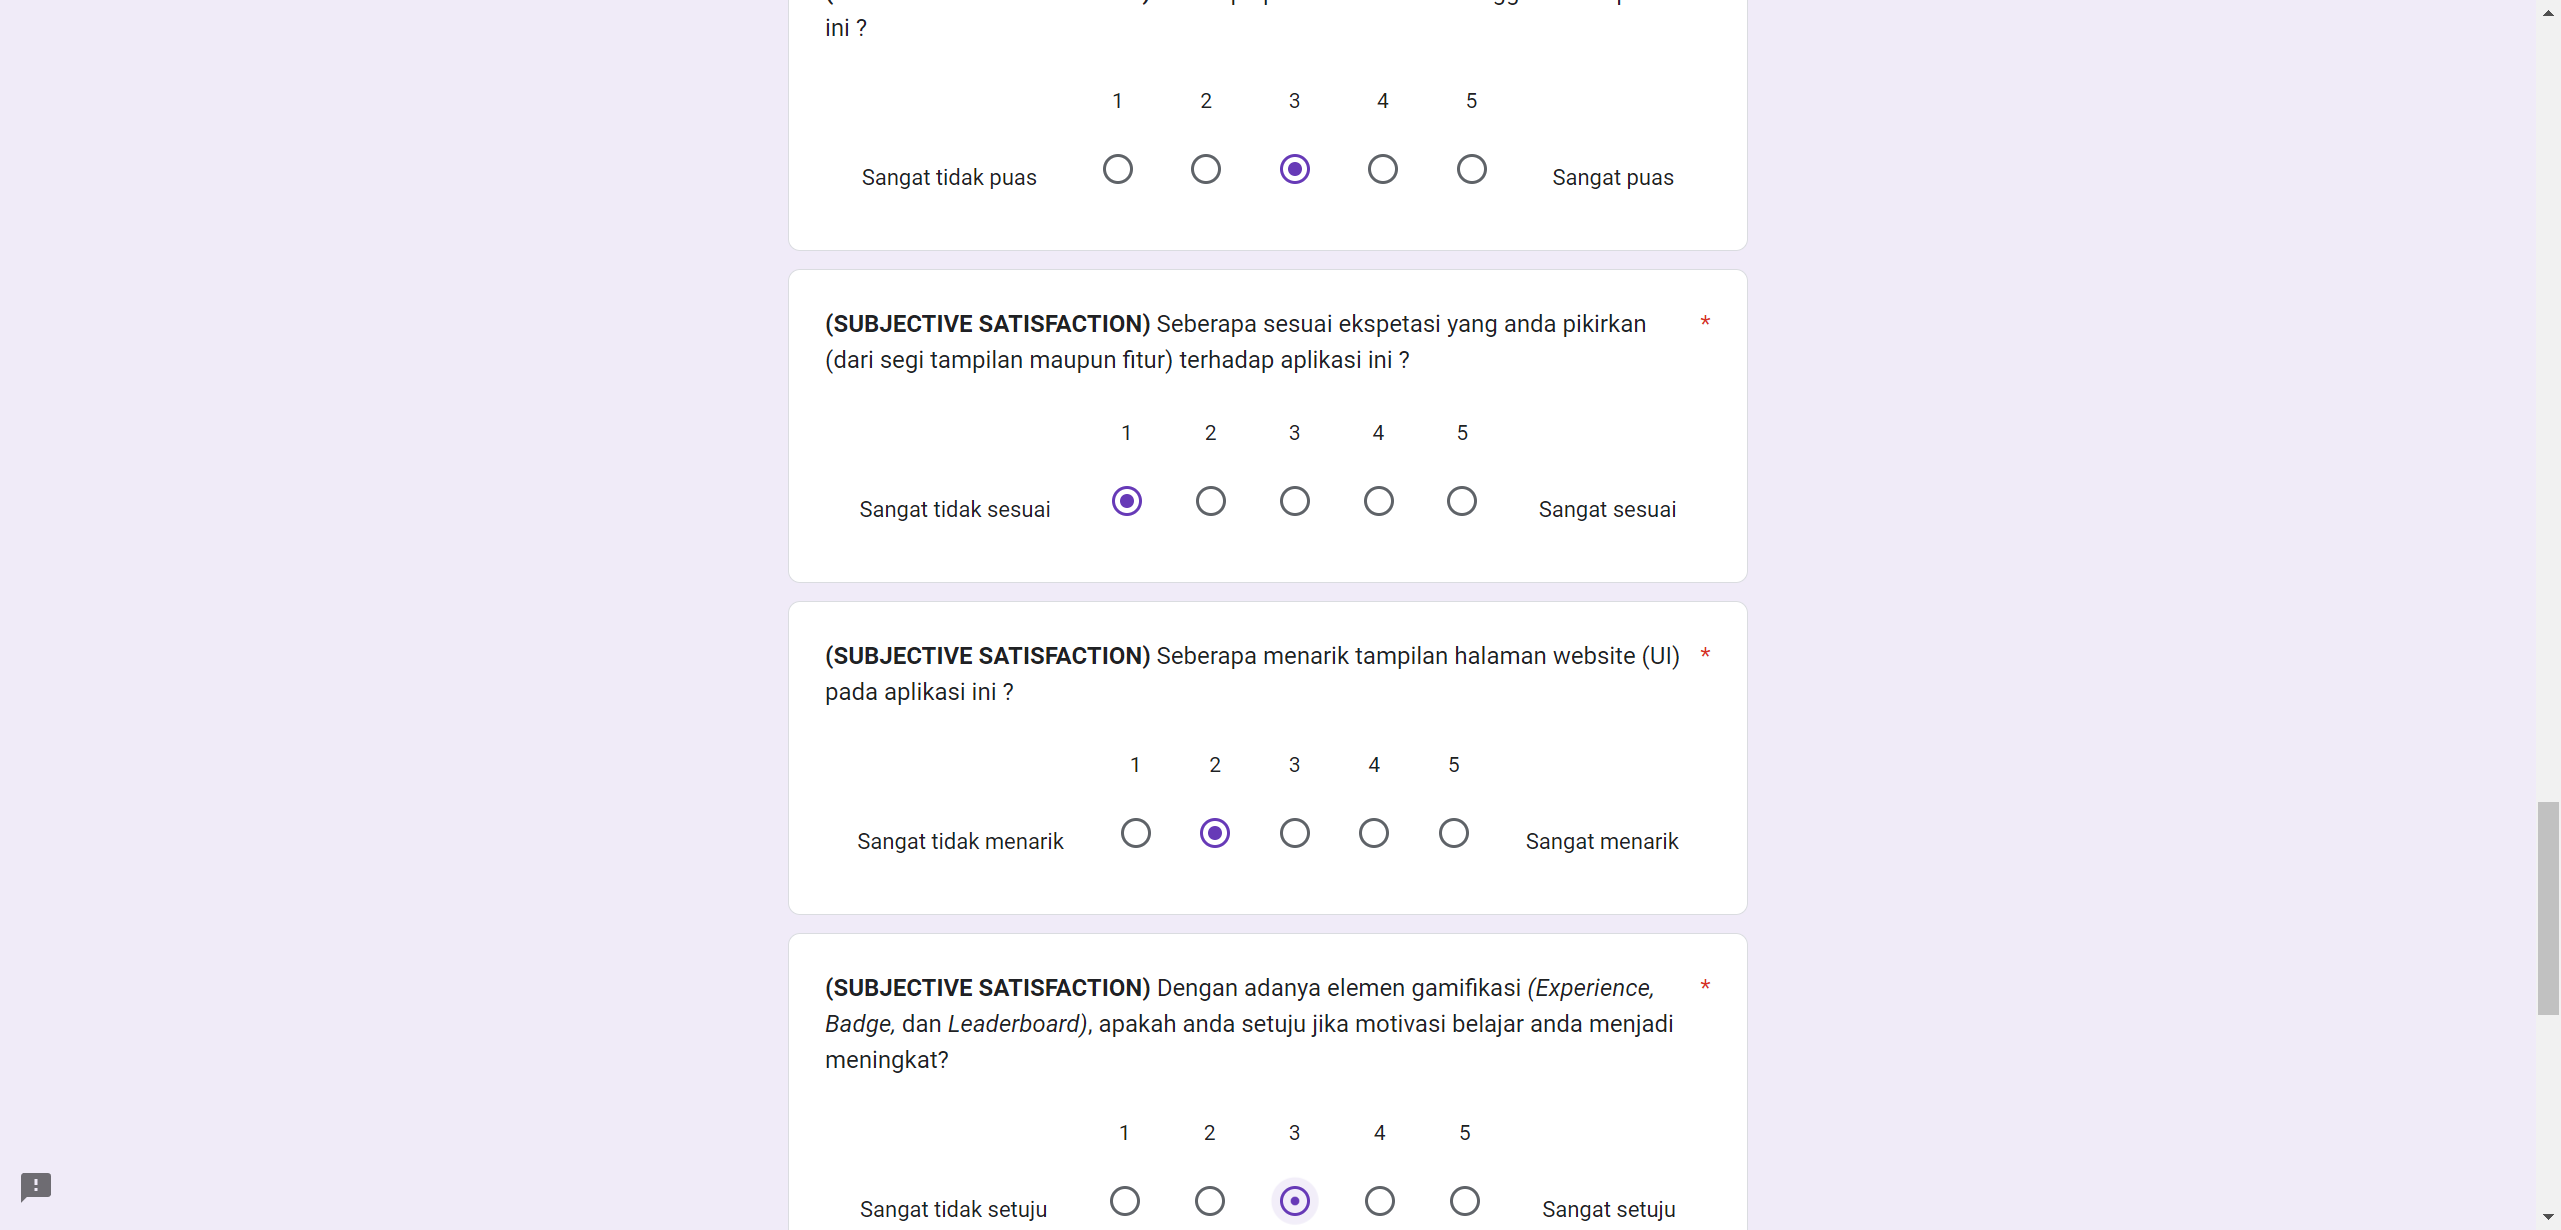 ini ?
1 2 3 4 5
Sangat tidak puas Sangat puas
(SUBJECTIVE SATISFACTION) Seberapa sesuai ekspetasi yang anda pikirkan *
(dari segi tampilan maupun fitur) terhadap aplikasi ini ?
1 2 3 4 5
Sangat tidak sesuai Sangat sesuai
(SUBJECTIVE SATISFACTION) Seberapa menarik tampilan halaman website (UI) *
pada aplikasi ini ?
1 2 3 4 5
Sangat tidak menarik Sangat menarik
(SUBJECTIVE SATISFACTION) Dengan adanya elemen gamifikasi (Experience, *
Badge, dan Leaderboard), apakah anda setuju jika motivasi belajar anda menjadi
meningkat?
1 2 3 4 5
Sangat tidak setuju Sangat setuju